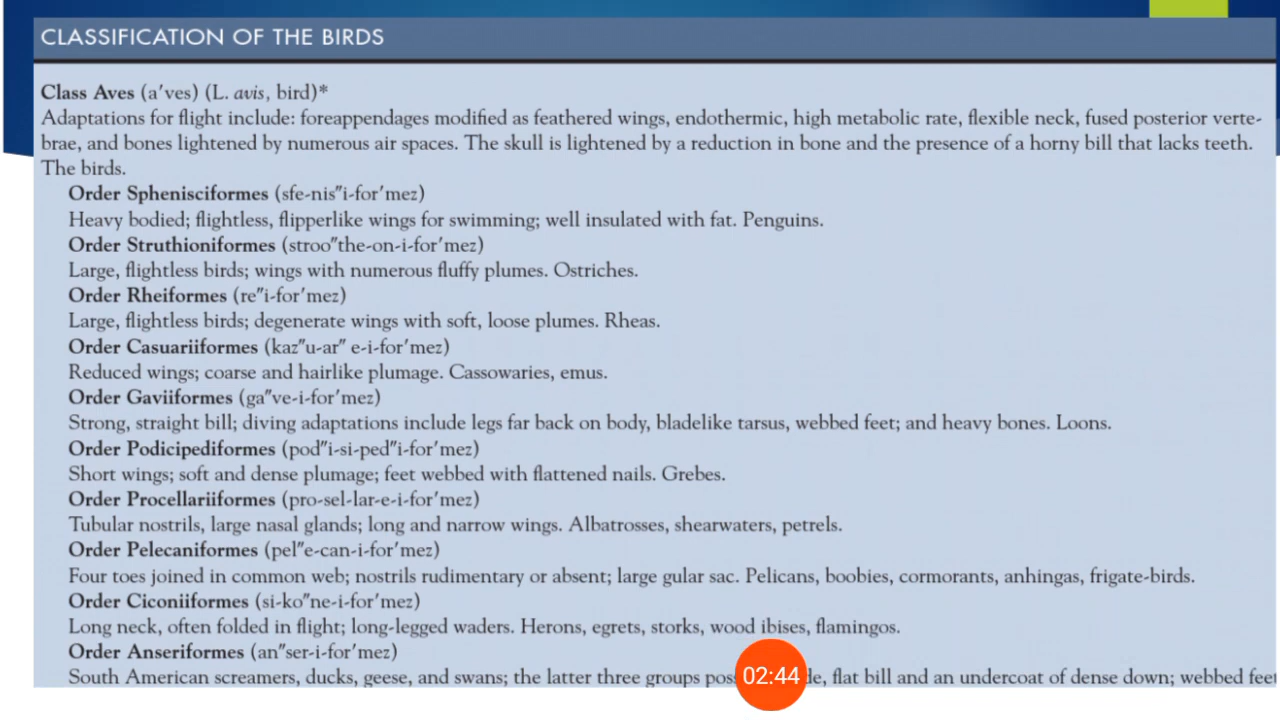 CLASSIFICATION OF THE BIRDS
Class Aves (a′ves) (L. avis, bird)*
Adaptations for flight include: foreappendages modified as feathered wings, endothermic, high metabolic rate, flexible neck, fused posterior verte-
brae, and bones lightened by numerous air spaces. The skull is lightened by a reduction in bone and the presence of a horny bill that lacks teeth.
The birds.
Order Sphenisciformes (sfe-nis″i-for′mez)
Heavy bodied; flightless, flipperlike wings for swimming; well insulated with fat. Penguins.
Order Struthioniformes (stroo″the-on-i-for′mez)
Large, flightless birds; wings with numerous fluffy plumes. Ostriches.
Order Rheiformes (re″i-for′mez)
Large, flightless birds; degenerate wings with soft, loose plumes. Rheas.
Order Casuariiformes (kaz″u-ar″ e-i-for′mez)
Reduced wings; coarse and hairlike plumage. Cassowaries, emus.
Order Gaviiformes (ga″ve-i-for′mez)
Strong, straight bill; diving adaptations include legs far back on body, bladelike tarsus, webbed feet; and heavy bones. Loons.
Order Podicipediformes (pod″i-si-ped″i-for′mez)
Short wings; soft and dense plumage; feet webbed with flattened nails. Grebes.
Order Procellariiformes (pro-sel-lar-e-i-for′mez)
Tubular nostrils, large nasal glands; long and narrow wings. Albatrosses, shearwaters, petrels.
Order Pelecaniformes (pel″e-can-i-for′mez)
Four toes joined in common web; nostrils rudimentary or absent; large gular sac. Pelicans, boobies, cormorants, anhingas, frigate-birds.
Order Ciconiiformes (si-ko″ne-i-for′mez)
Long neck, often folded in flight; long-legged waders. Herons, egrets, storks, wood ibises, flamingos.
Order Anseriformes (an″ser-i-for′mez)
South American screamers, ducks, geese, and swans; the latter three groups 02:44 flat bill and an undercoat of dense down; webbed feet